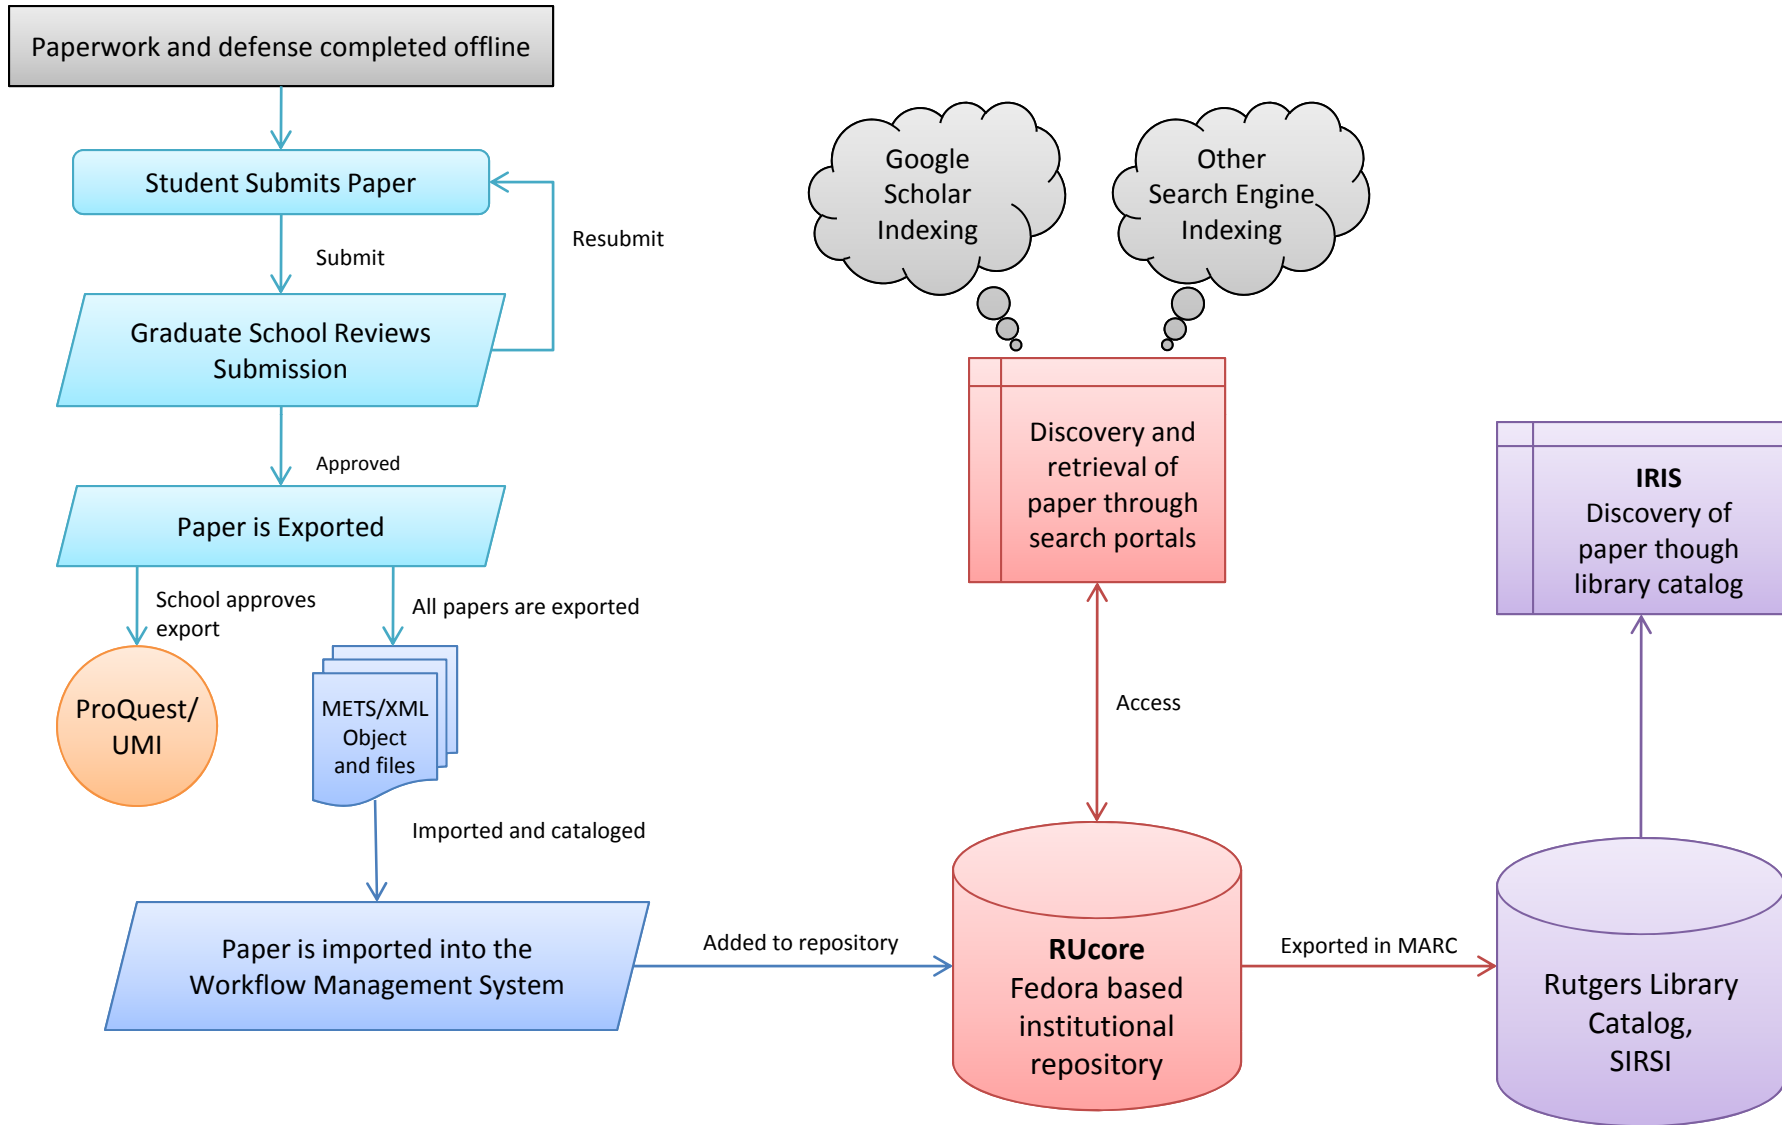 Paperwork and defense completed offline
Student Submits Paper
Resubmit
Submit
Graduate School Reviews
Submission
Approved
Paper is Exported
School approves
export
All papers are exported
ProQuest/
UMI
METS/XML
Object
and files
Imported and cataloged
Paper is imported into the
Workflow Management System
Added to repository
Google
Scholar
Indexing
Other
Search Engine
Indexing
Discovery and
retrieval of
paper through
search portals
Access
RUcore
Fedora based
institutional
repository
Exported in MARC
IRIS
Discovery of
paper though
library catalog
Rutgers Library
Catalog,
SIRSI